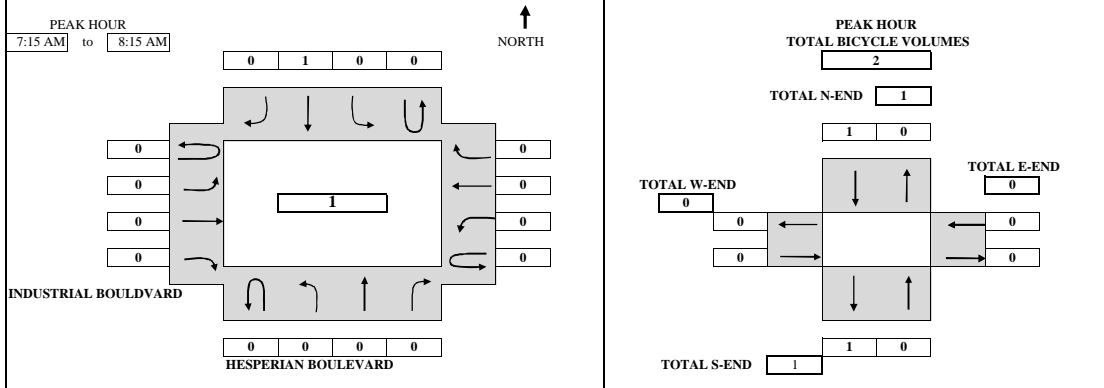 PEAK HOUR
7:15 AM to 8:15 AM
NORTH
0 1 0 0
0 0
0 0
1
0 0
0 0
INDUSTRIAL BOULDVARD
0 0 0 0
HESPERIAN BOULEVARD
PEAK HOUR
TOTAL BICYCLE VOLUMES
2
TOTAL N-END 1
1 0
TOTAL E-END
0
TOTAL W-END
0
0 0
0 0
1 0
TOTAL S-END 1